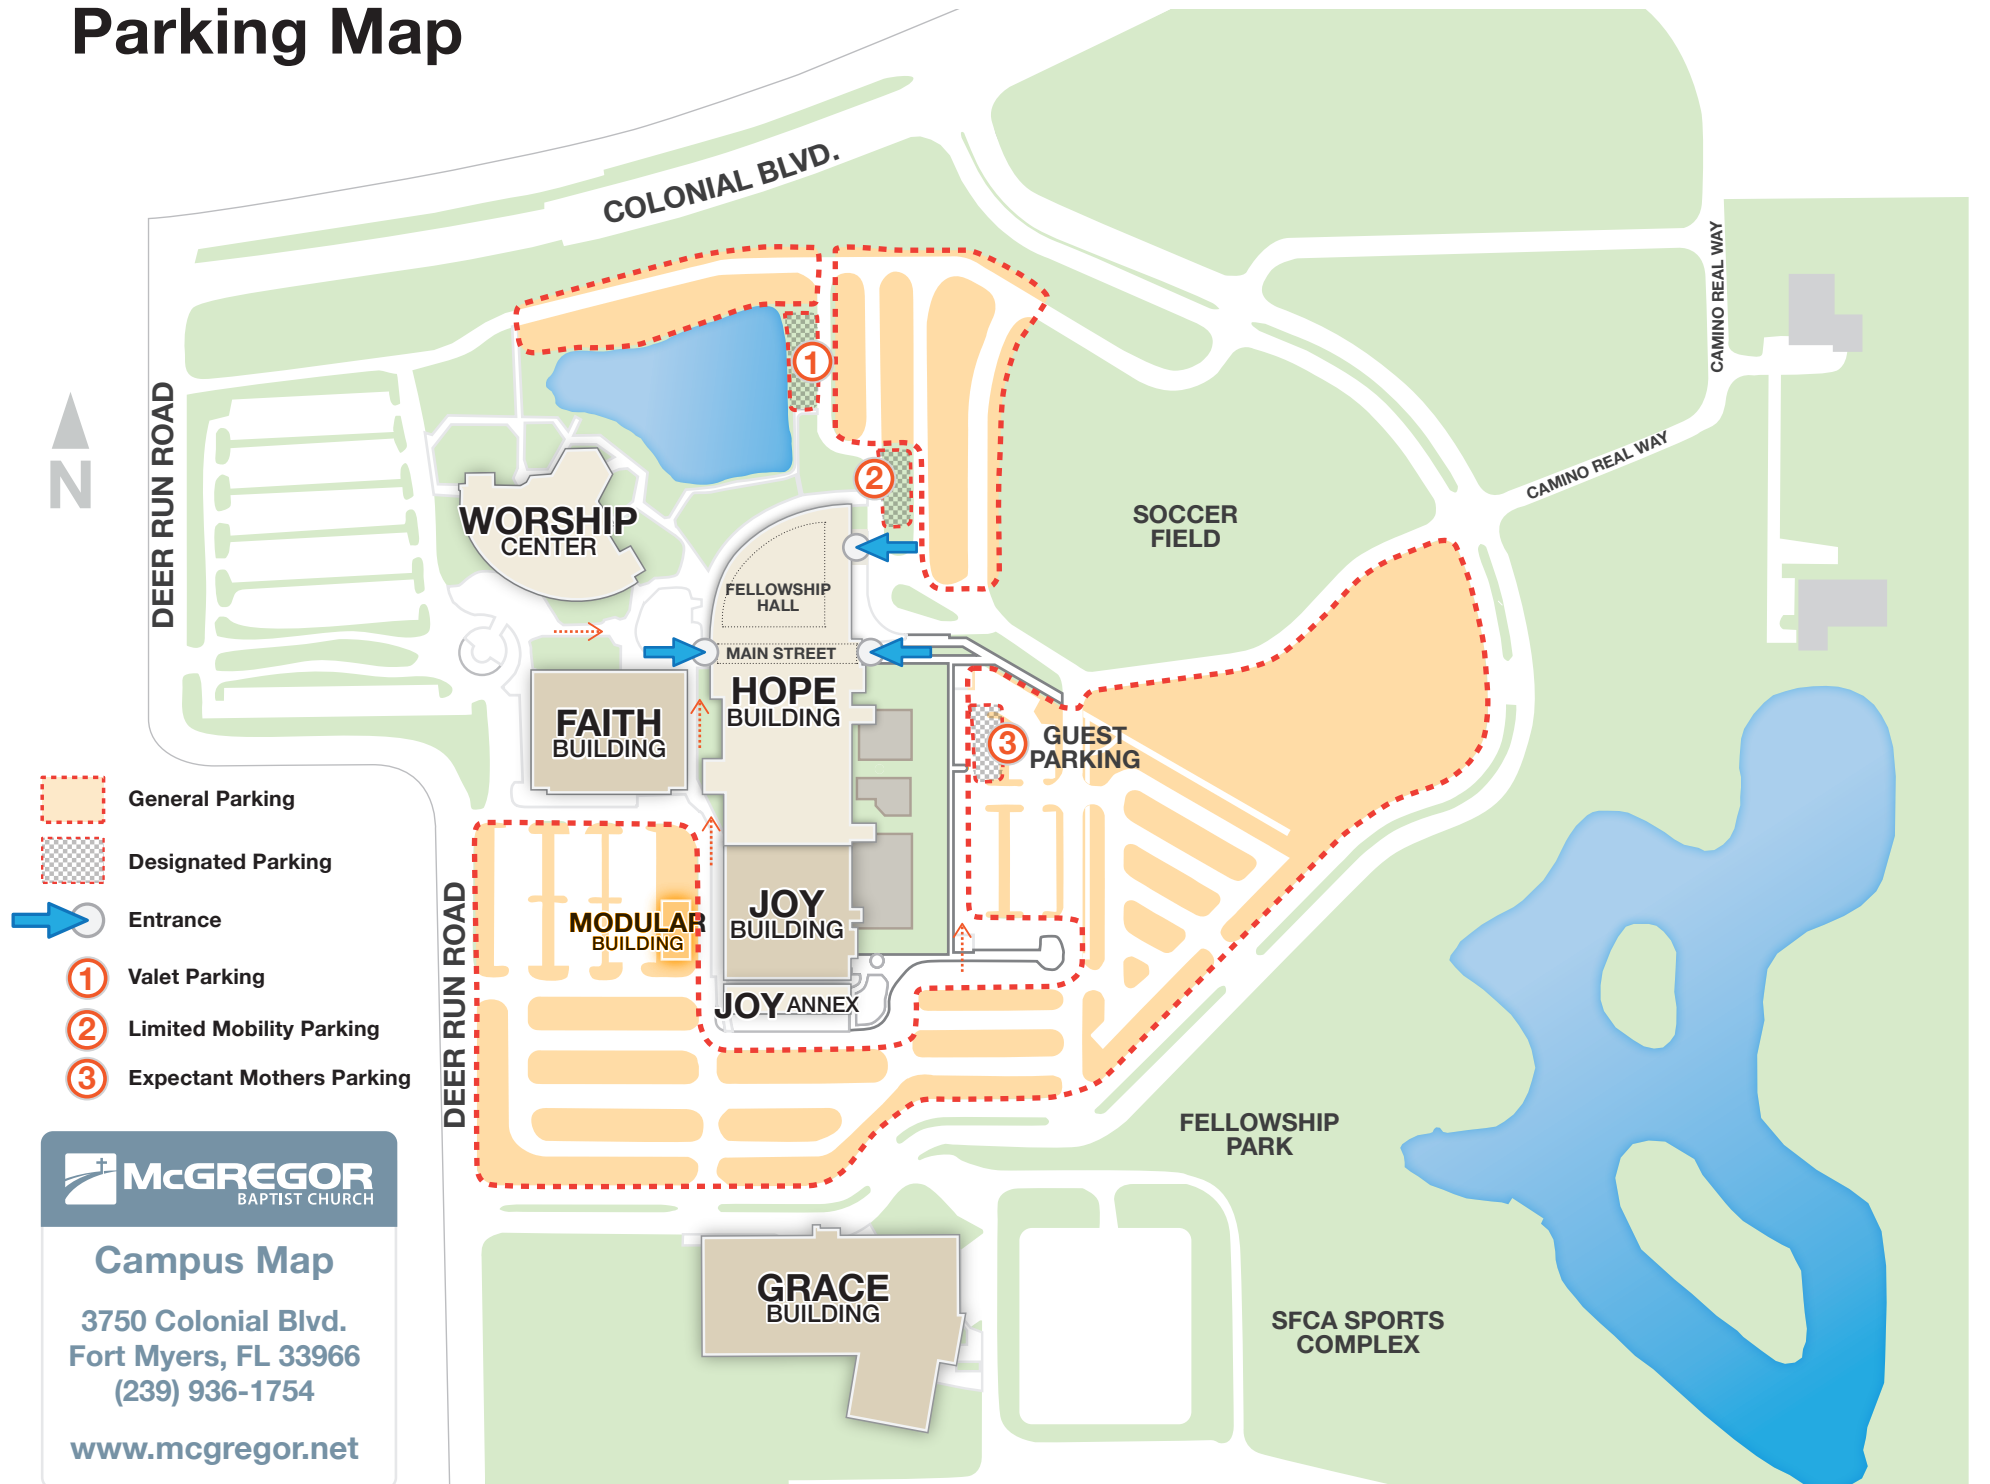 Parking Map
COLONIAL BLVD.
CAMINO REAL WAY
CAMINO REAL WAY
DEER RUN ROAD
N
1
2
WORSHIP
CENTER
SOCCER
FIELD
FELLOWSHIP
HALL
MAIN STREET
HOPE
BUILDING
FAITH
BUILDING
3
GUEST
PARKING
General Parking
Designated Parking
Entrance
1 Valet Parking
2 Limited Mobility Parking
3 Expectant Mothers Parking
DEER RUN ROAD
MODULAR
BUILDING
JOY
BUILDING
JOY ANNEX
FELLOWSHIP
PARK
GRACE
BUILDING
SFCA SPORTS
COMPLEX
McGREGOR
BAPTIST CHURCH
Campus Map
3750 Colonial Blvd.
Fort Myers, FL 33966
(239) 936-1754
www.mcgregor.net